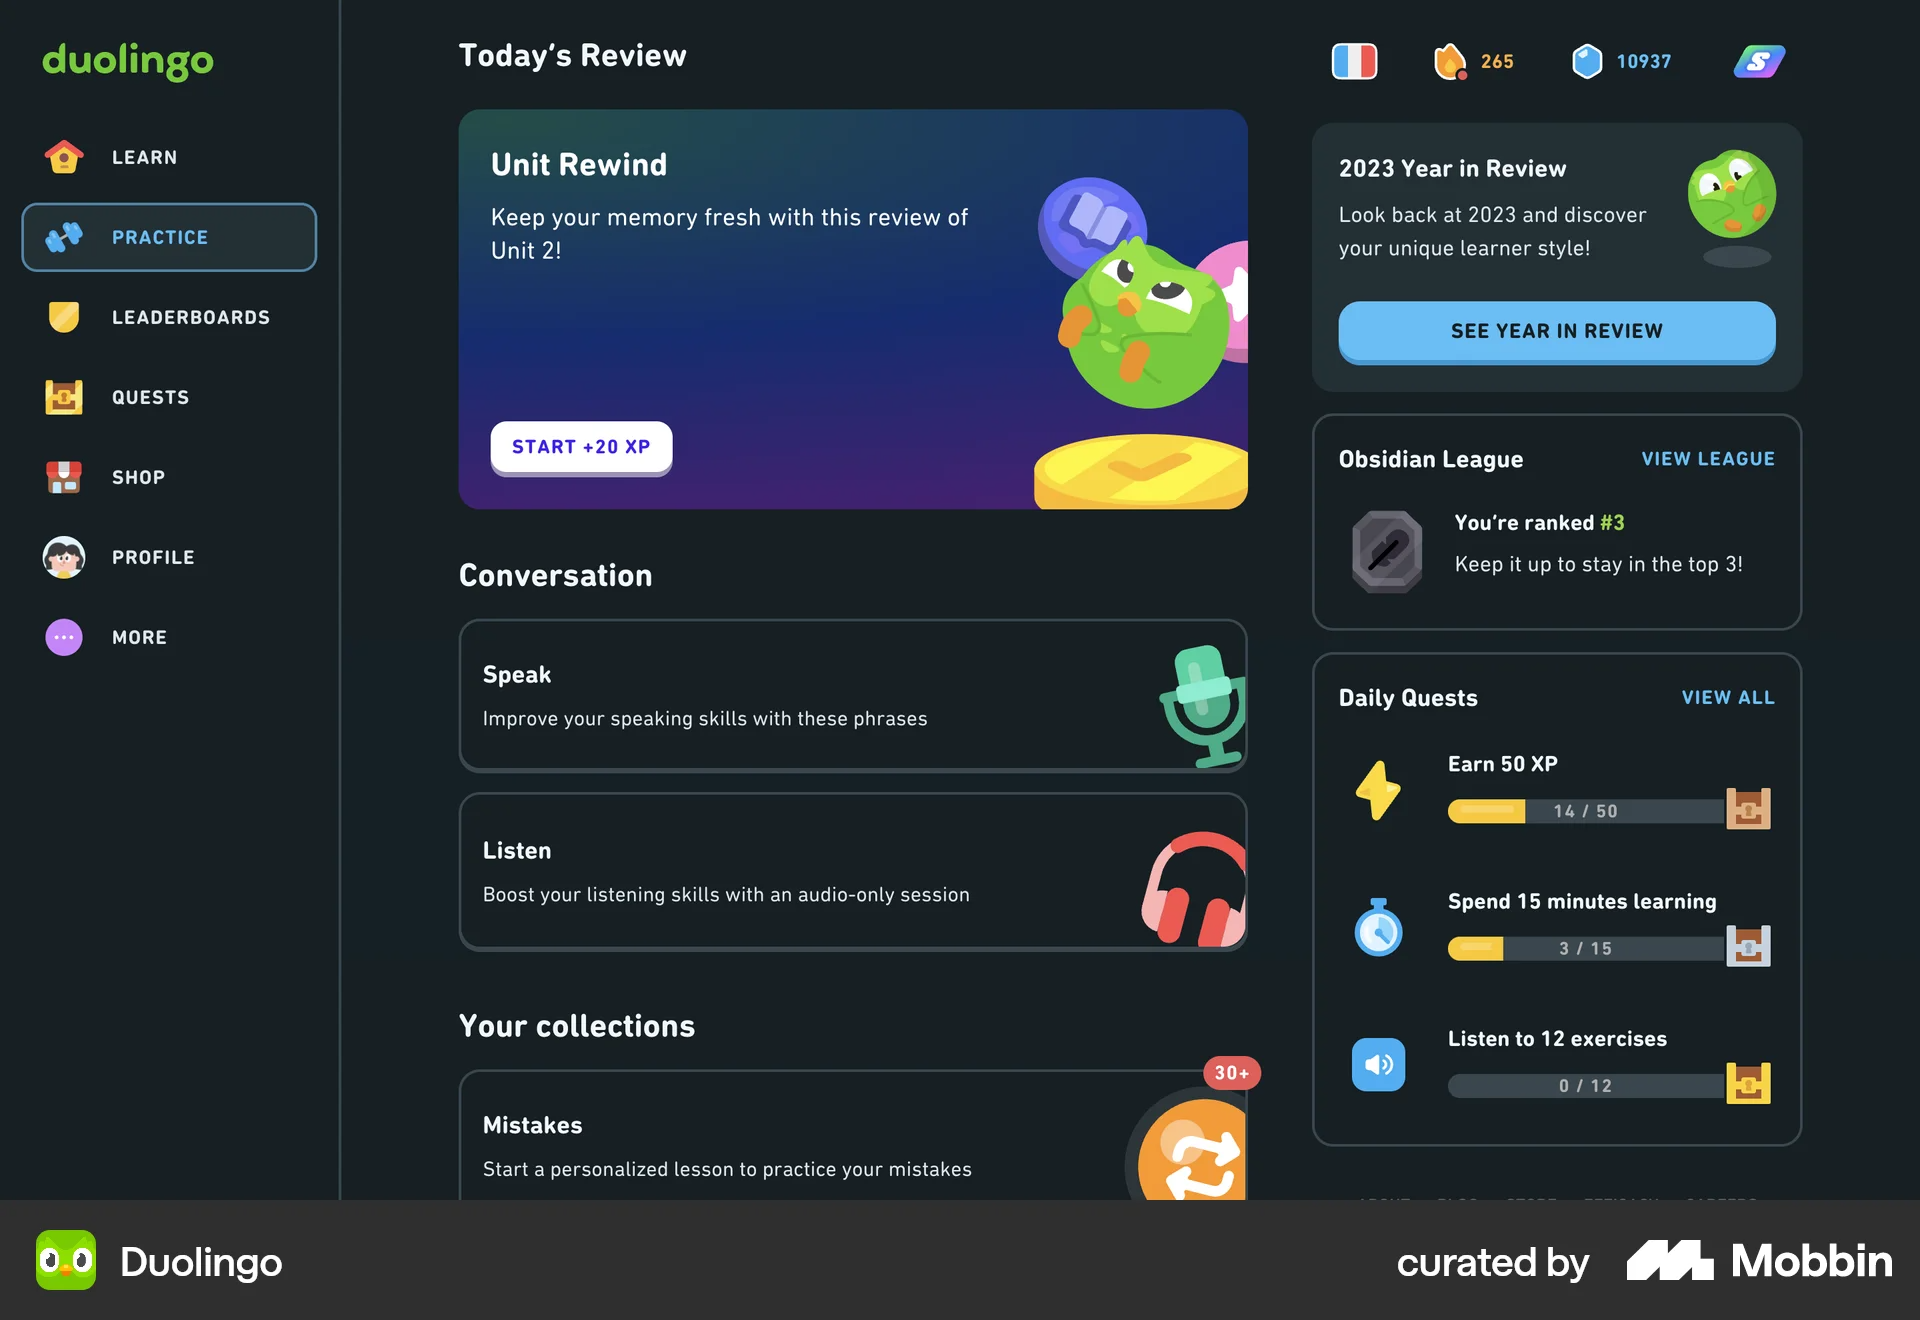 duolingo
LEARN
PRACTICE
LEADERBOARDS
QUESTS
SHOP
PROFILE
MORE
Today's Review
Unit Rewind
Keep your memory fresh with this review of
Unit 2!
START +20 XP
Conversation
Speak
Improve your speaking skills with these phrases
Listen
Boost your listening skills with an audio-only session
Your collections
30+
Mistakes
Start a personalized lesson to practice your mistakes
265
10937
S
2023 Year in Review
Look back at 2023 and discover
your unique learner style!
SEE YEAR IN REVIEW
Obsidian League
VIEW LEAGUE
You're ranked #3
Keep it up to stay in the top 3!
Daily Quests
VIEW ALL
Earn 50 XP
14 / 50
Spend 15 minutes learning
3 / 15
Listen to 12 exercises
0 / 12
Duolingo
curated by Mobbin